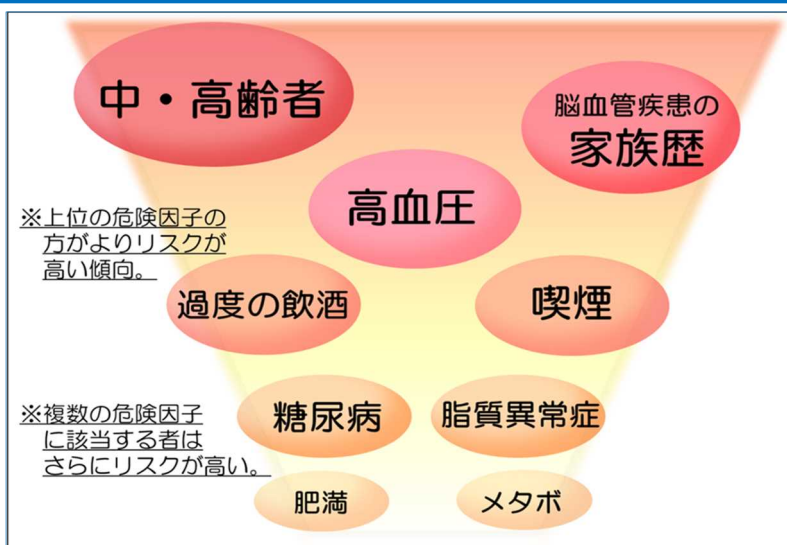 中・高齢者
脳血管疾患の
家族歴
高血圧
※上位の危険因子の
方がよりリスクが
高い傾向。
過度の飲酒
喫煙
※複数の危険因子
に該当する者は
さらにリスクが高い。
糖尿病
脂質異常症
肥満
メタボ